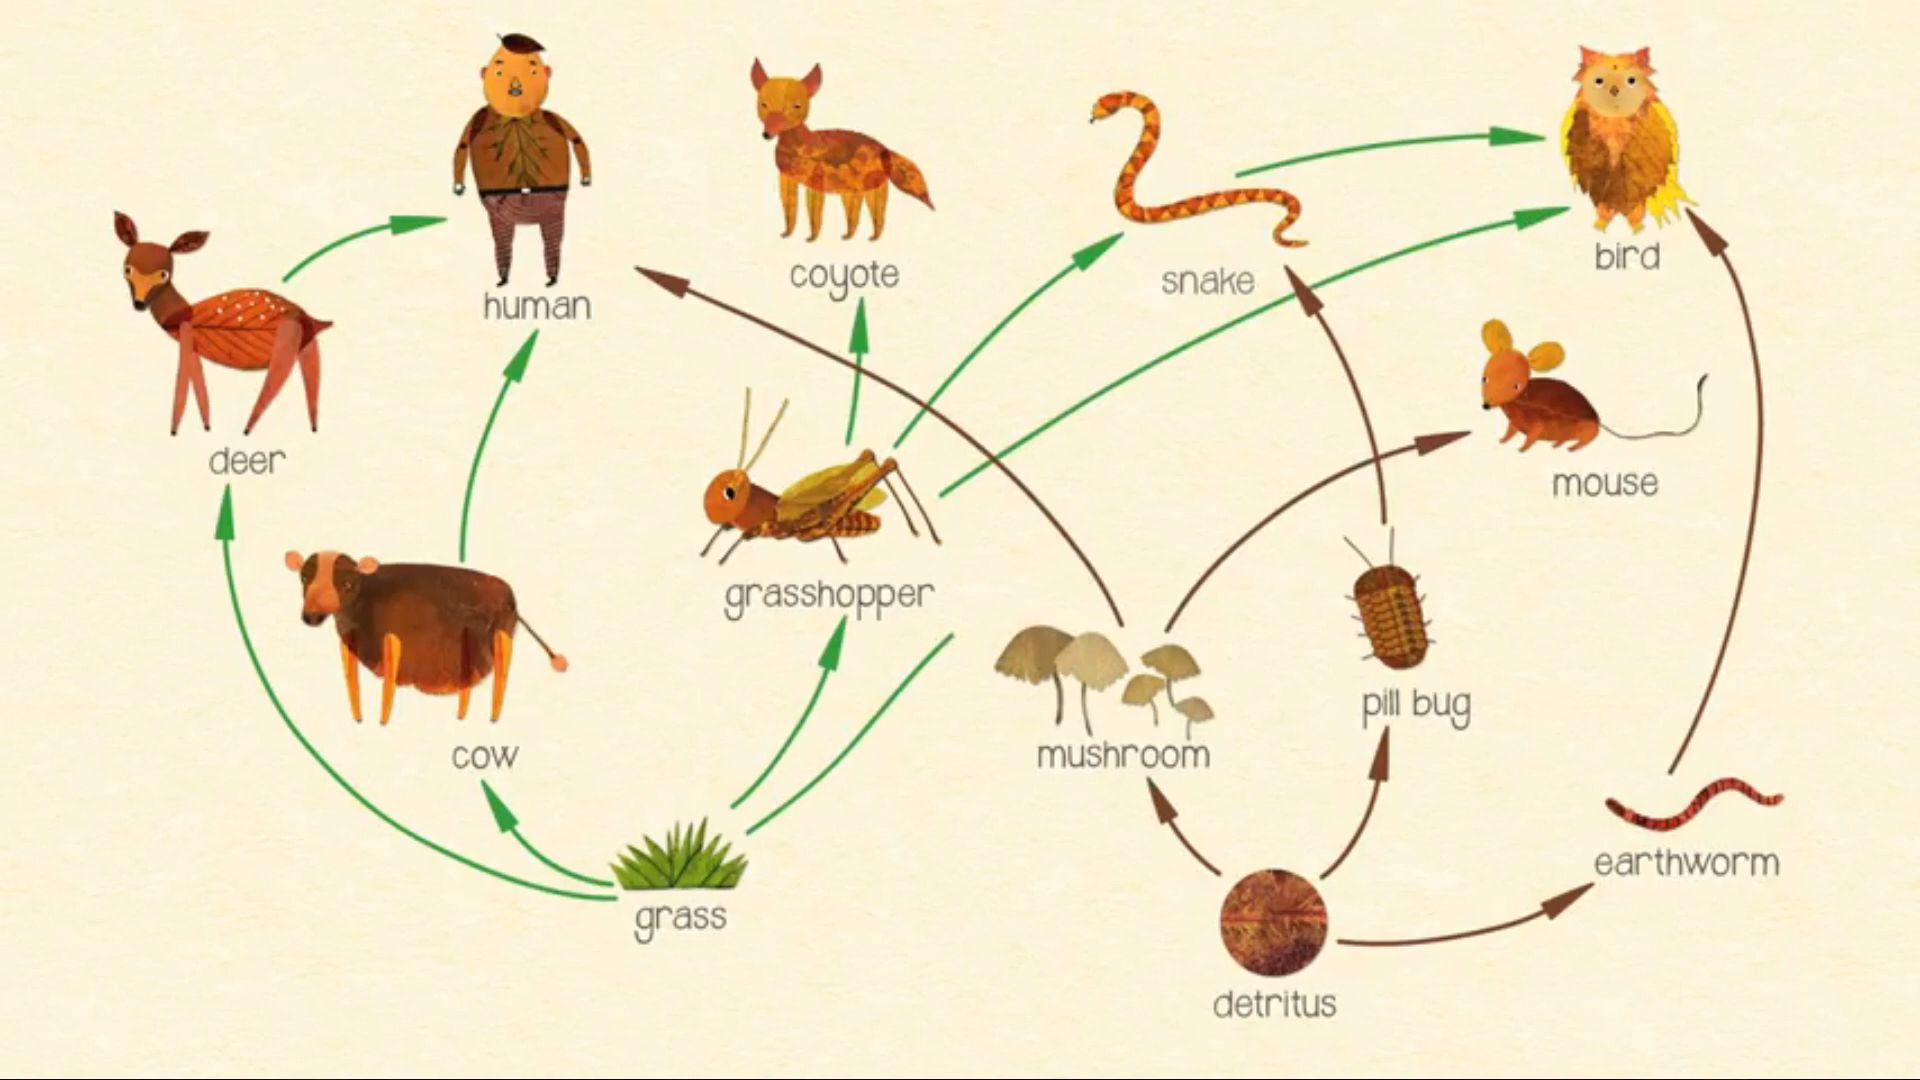 human
coyote
snake
bird
deer
mouse
grasshopper
pill bug
cow
mushroom
earthworm
grass
detritus